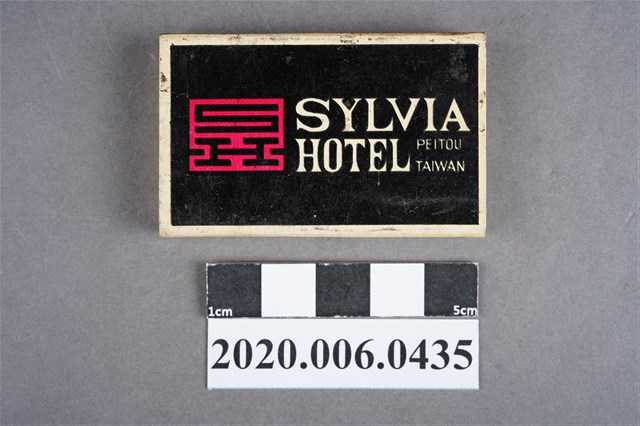 SYLVIA
HOTEL PEITOU
TAIWAN
1cm 5cm
2020.006.0435